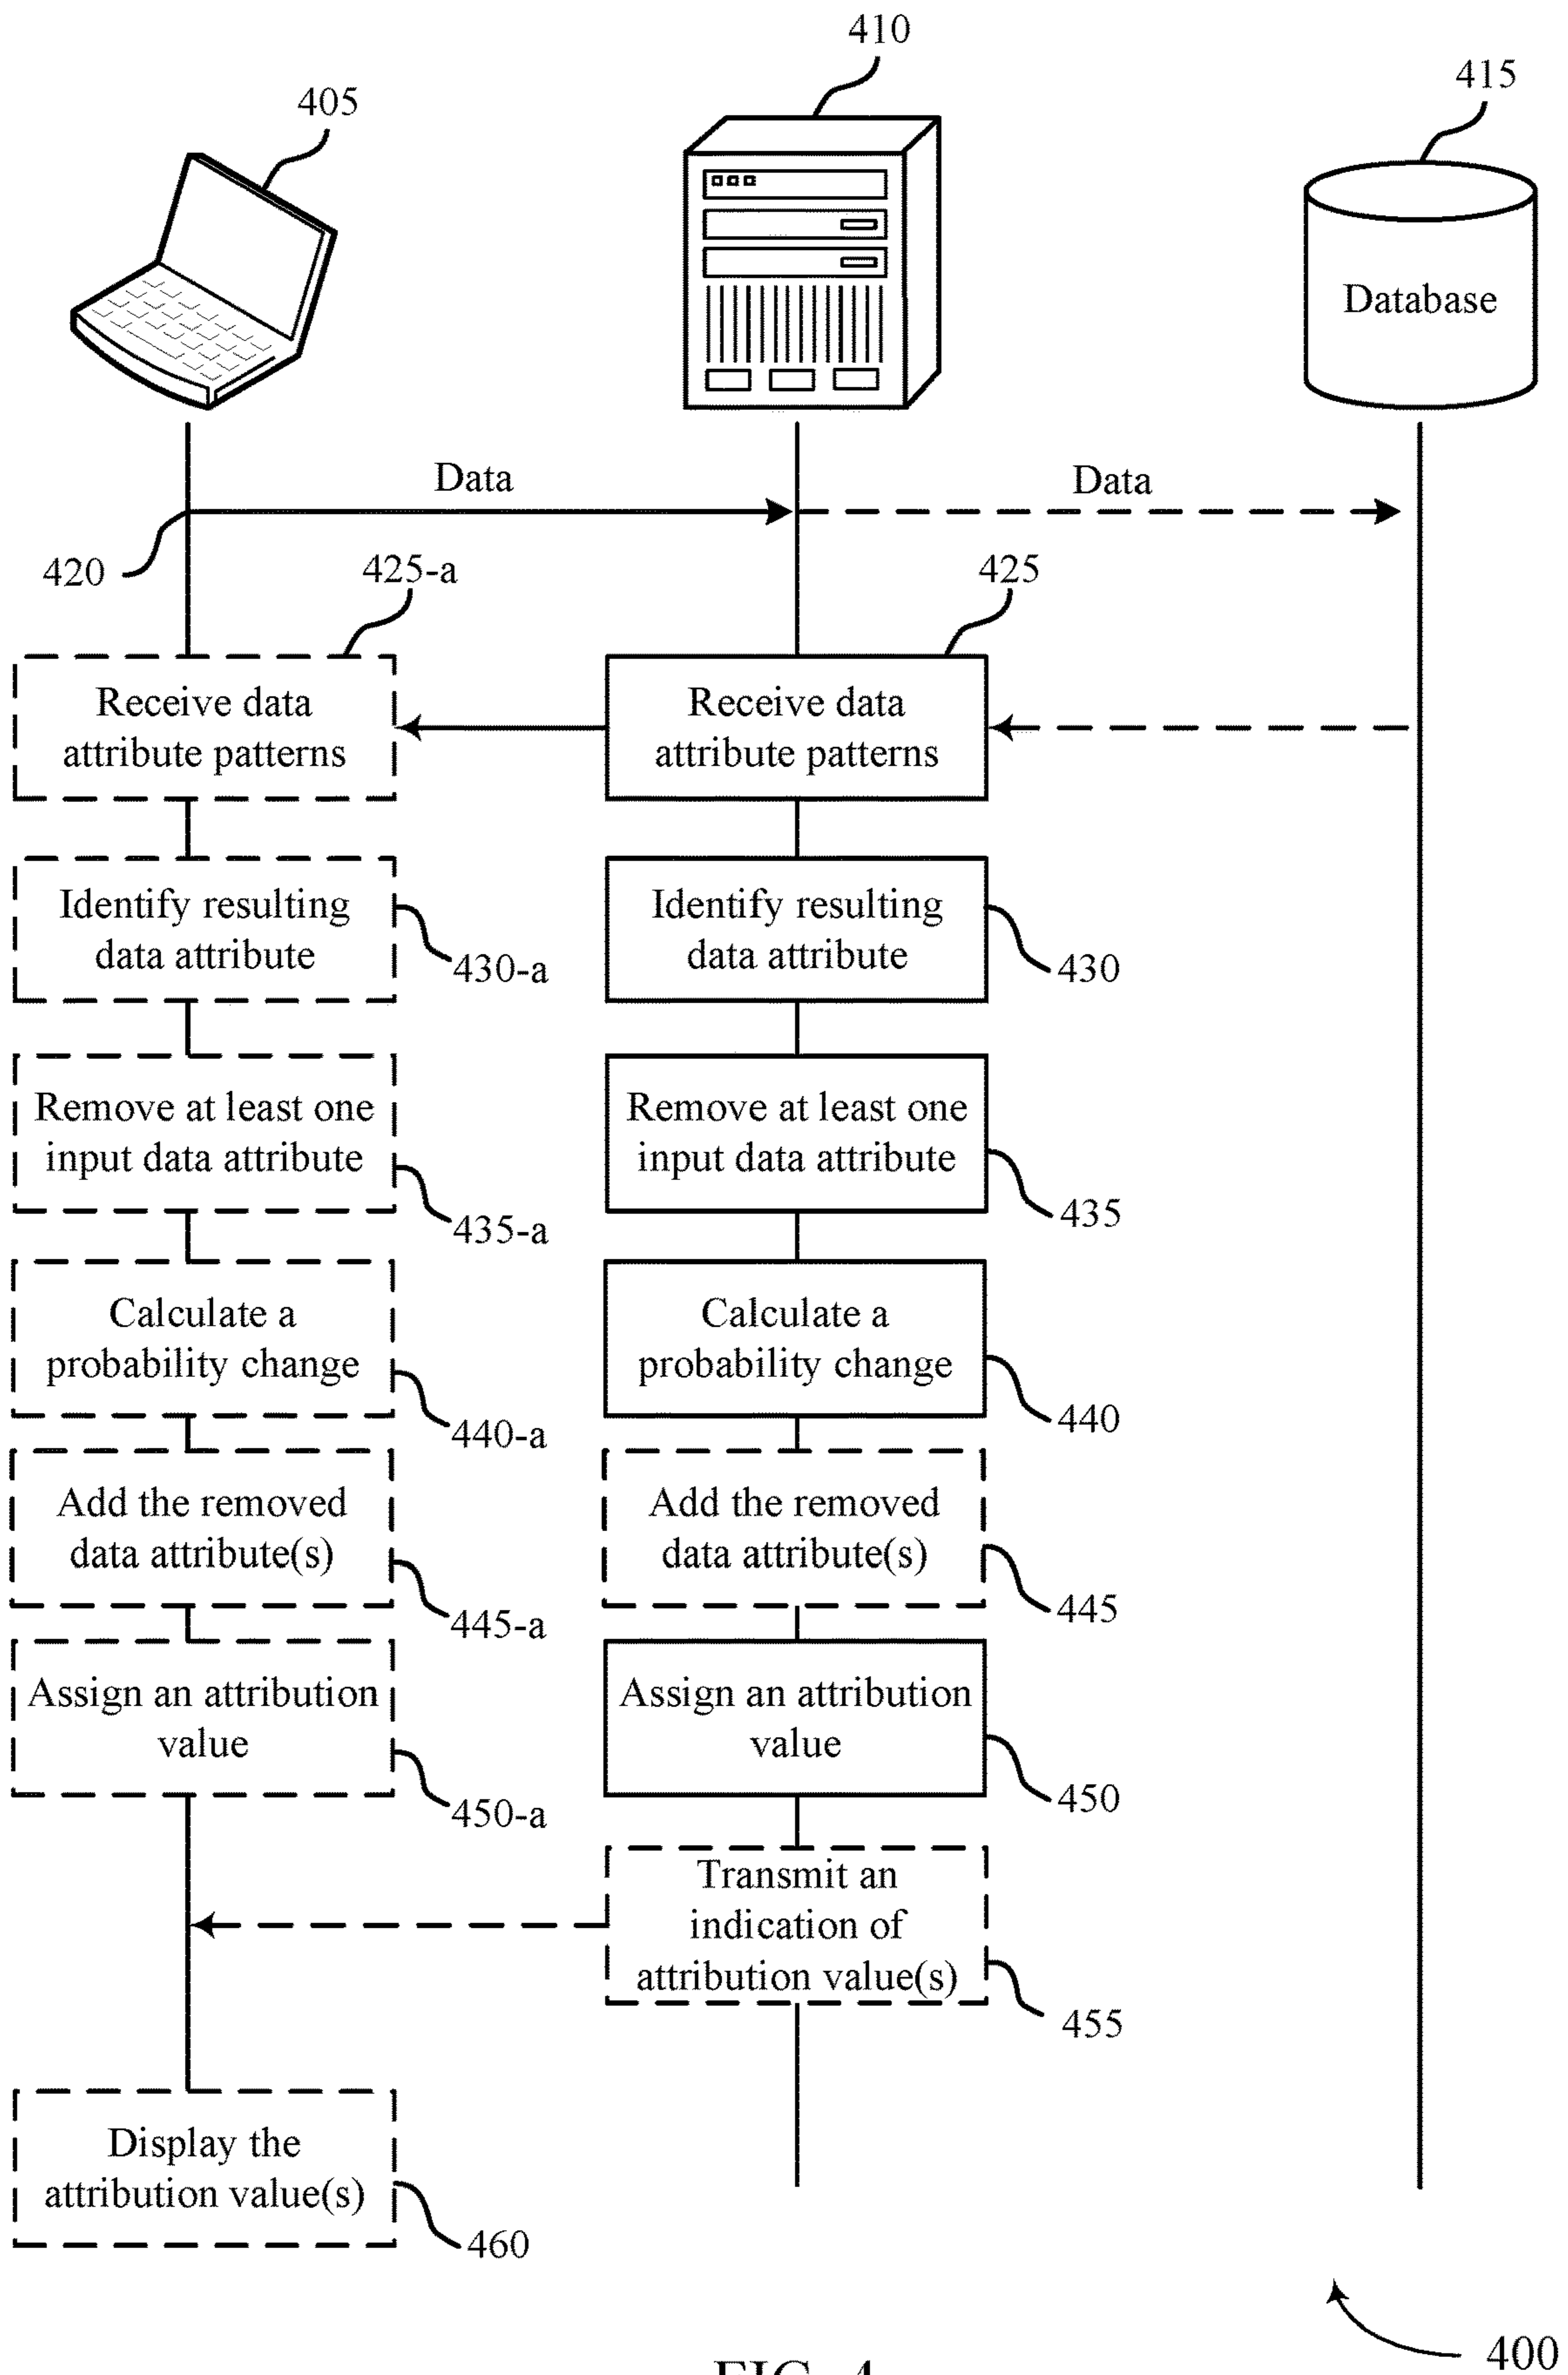 410
415
405
Database
Data
Data
420
425-a
425
Receive data
attribute patterns
Receive data
attribute patterns
Identify resulting
data attribute
430-a
Identify resulting
data attribute
430
Remove at least one
input data attribute
435-a
Remove at least one
input data attribute
435
Calculate a
probability change
440-a
Calculate a
probability change
440
Add the removed
data attribute(s)
445-a
Add the removed
data attribute(s)
445
Assign an attribution
value
450-a
Assign an attribution
value
450
Transmit an
indication of
attribution value(s)
455
Display the
attribution value(s)
460
400
FIG. 4